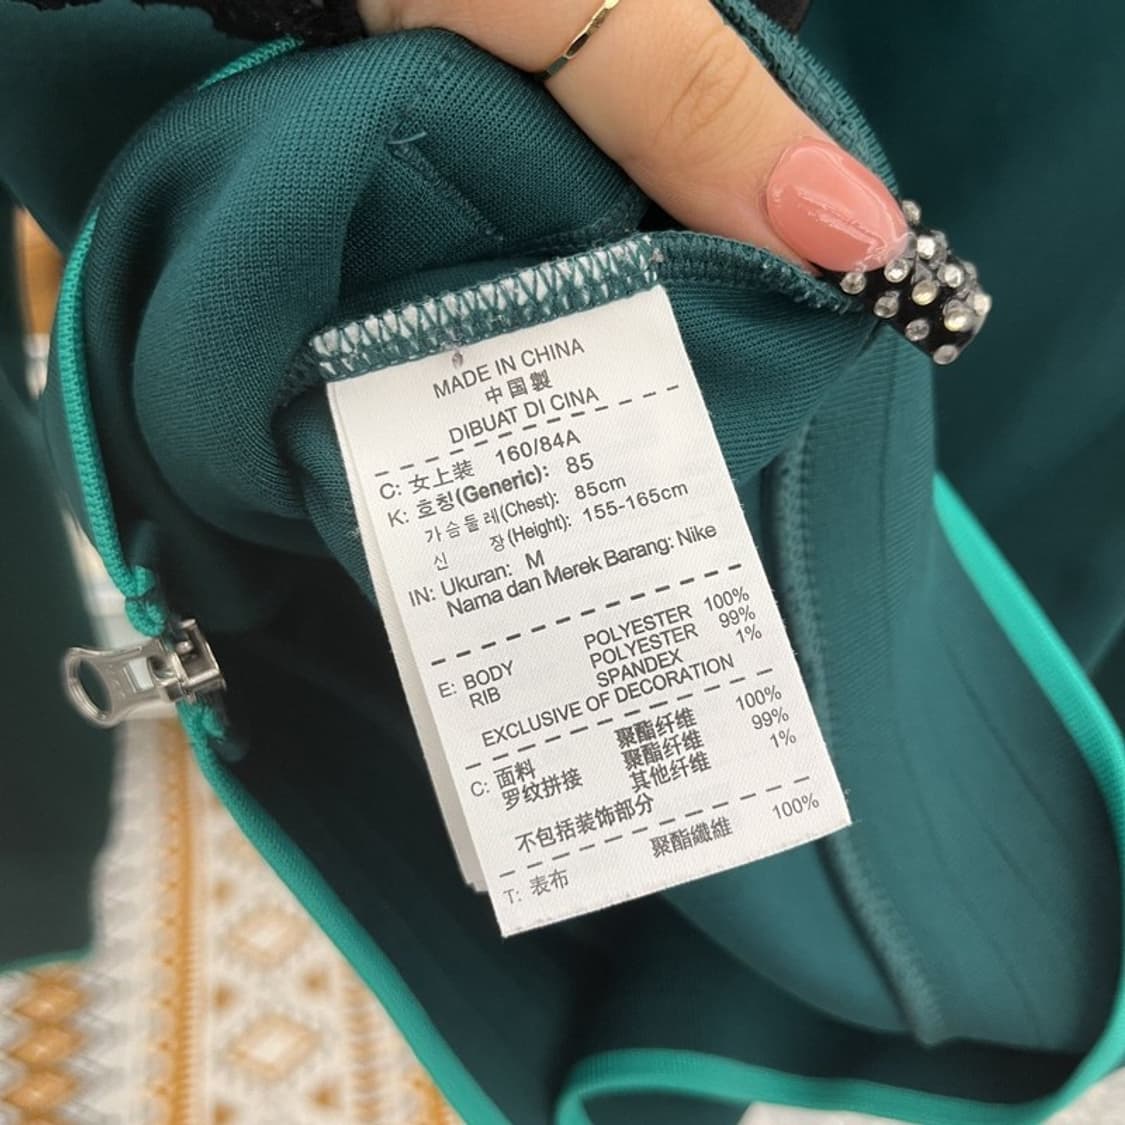 MADE IN CHINA
中国製
DIBUAT DI CINA
C: 女上装 160/84A
K: 호칭(Generic): 85
가슴둘레(Chest): 85cm
신 장(Height): 155-165cm
IN: Ukuran: M
Nama dan Merek Barang: Nike
E: BODY POLYESTER 100%
RIB POLYESTER 99%
SPANDEX 1%
EXCLUSIVE OF DECORATION
C: 面料 聚酯纤维 100%
罗纹拼接 聚酯纤维 99%
其他纤维 1%
不包括装饰部分
T: 表布 聚酯纖維 100%